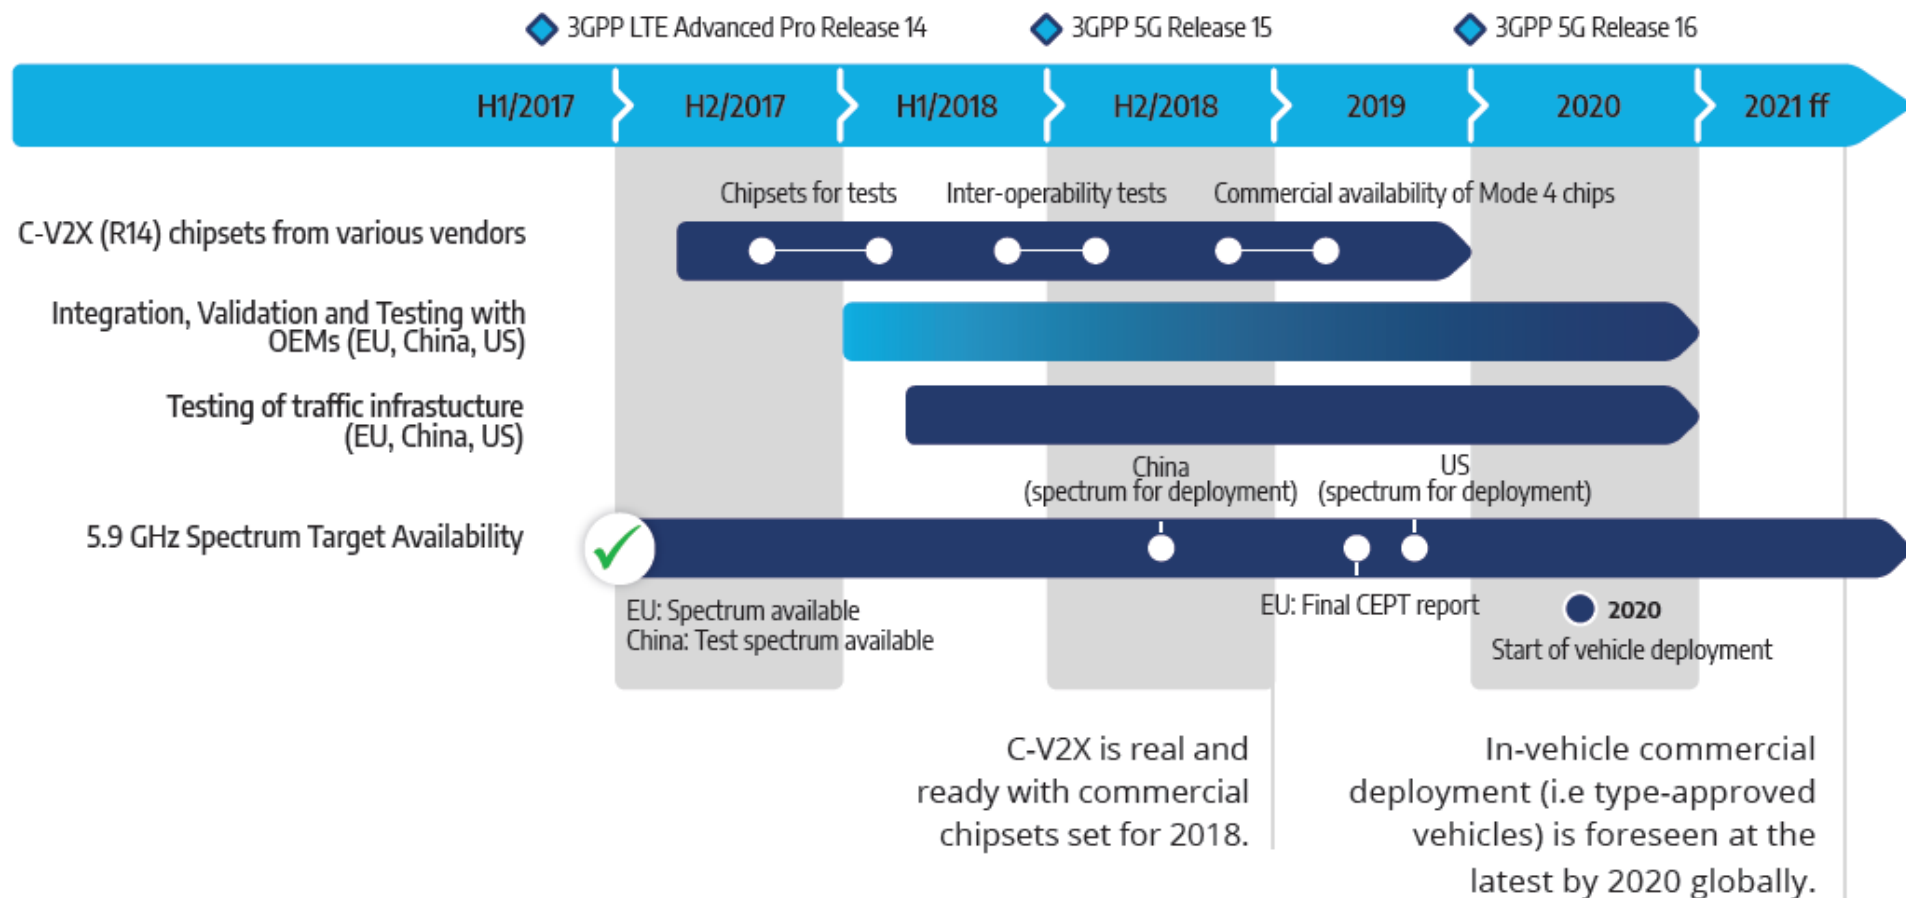 3GPP LTE Advanced Pro Release 14
3GPP 5G Release 15
3GPP 5G Release 16
H1/2017
H2/2017
H1/2018
H2/2018
2019
2020
2021 ff
Chipsets for tests
Inter-operability tests
Commercial availability of Mode 4 chips
C-V2X (R14) chipsets from various vendors
Integration, Validation and Testing with
OEMs (EU, China, US)
Testing of traffic infrastucture
(EU, China, US)
China
(spectrum for deployment)
US
(spectrum for deployment)
5.9 GHz Spectrum Target Availability
EU: Spectrum available
China: Test spectrum available
EU: Final CEPT report
2020
Start of vehicle deployment
C-V2X is real and
ready with commercial
chipsets set for 2018.
In-vehicle commercial
deployment (i.e type-approved
vehicles) is foreseen at the
latest by 2020 globally.